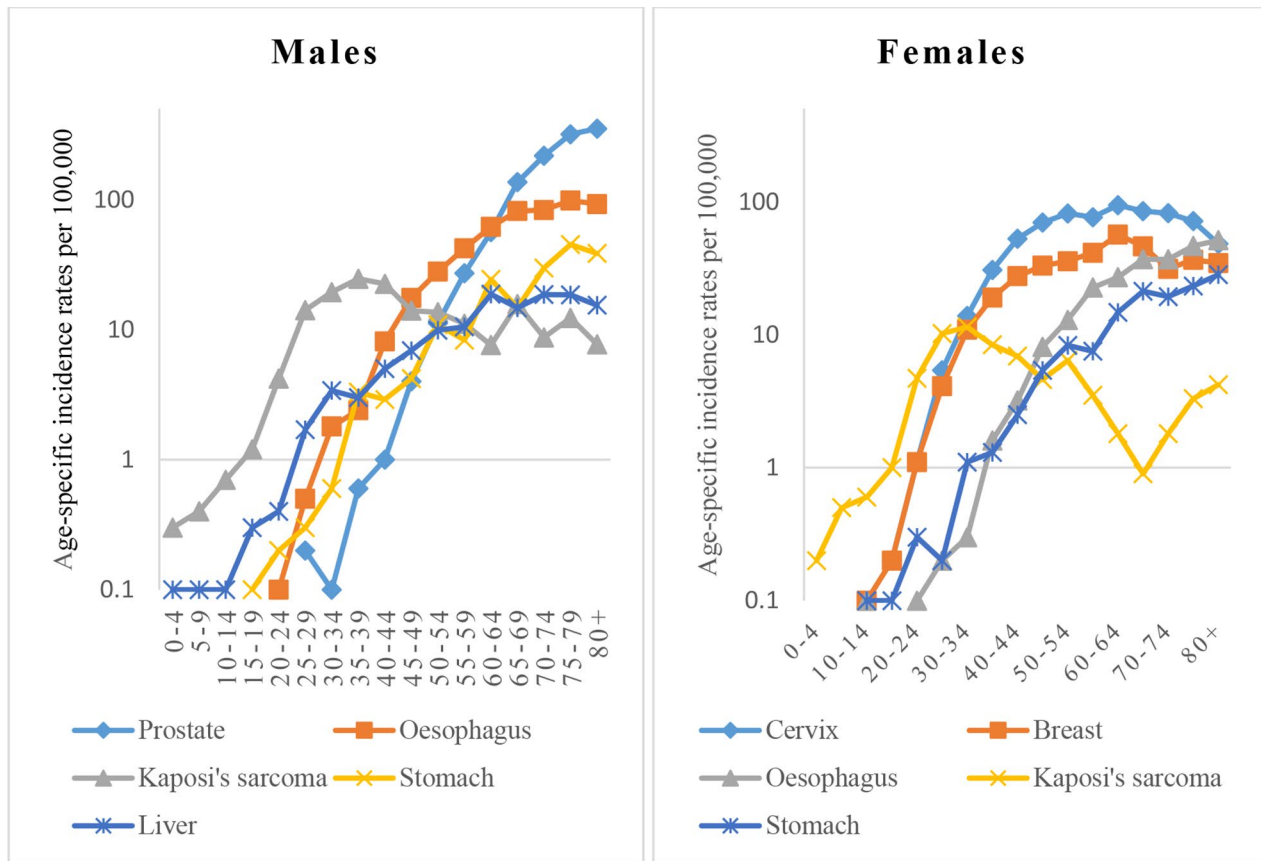 Males
Age-specific incidence rates per 100,000
100
10
1
0.1
0-4
5-9
10-14
15-19
20-24
25-29
30-34
35-39
40-44
45-49
50-54
55-59
60-64
65-69
70-74
75-79
80+
Prostate
Oesophagus
Kaposi's sarcoma
Stomach
Liver
Females
Age-specific incidence rates per 100,000
100
10
1
0.1
0-4
10-14
20-24
30-34
40-44
50-54
60-64
70-74
80+
Cervix
Breast
Oesophagus
Kaposi's sarcoma
Stomach